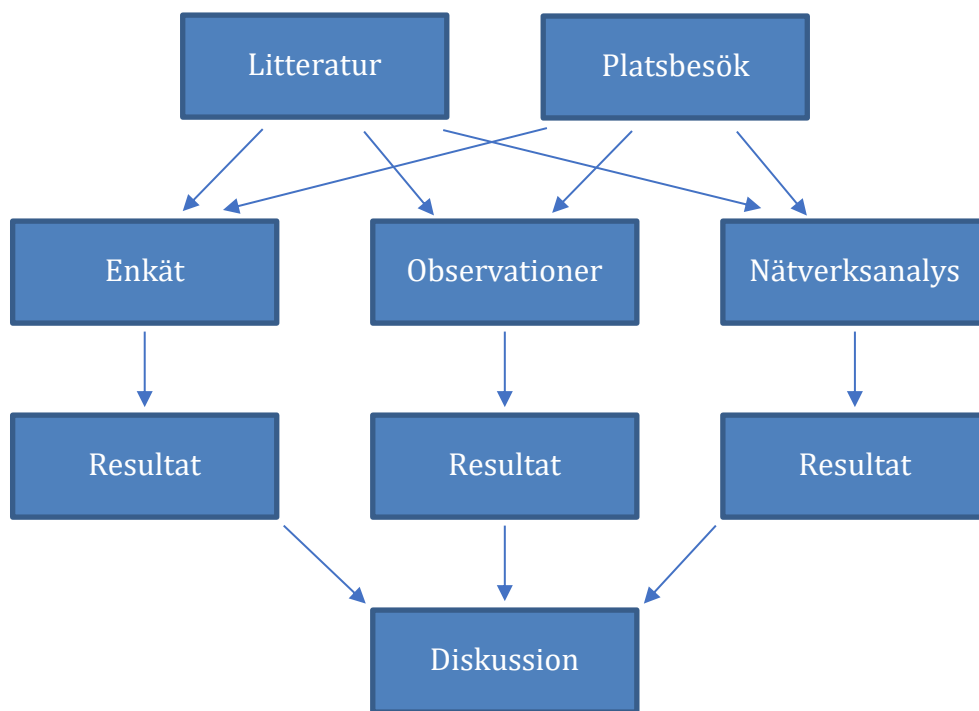 Litteratur
Platsbesök
Enkät
Observationer
Nätverksanalys
Resultat
Resultat
Resultat
Diskussion